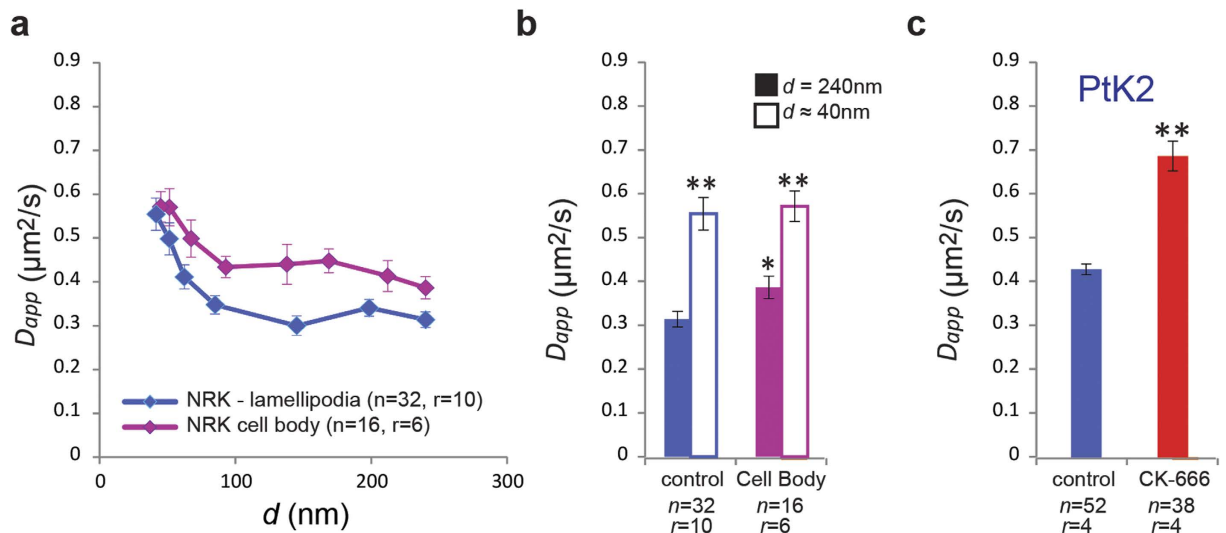 a
0.9
0.8
0.7
0.6
0.5
0.4
0.3
0.2
0.1
0
Dapp (µm2/s)
NRK - lamellipodia (n=32, r=10)
NRK cell body (n=16, r=6)
0 100 200 300
d (nm)
b
0.9
0.8
0.7
0.6
0.5
0.4
0.3
0.2
0.1
0
Dapp (µm2/s)
d = 240nm
d ≈ 40nm
** **
*
control Cell Body
n=32 n=16
r=10 r=6
c
0.9
0.8
0.7
0.6
0.5
0.4
0.3
0.2
0.1
0
Dapp (µm2/s)
PtK2
**
control CK-666
n=52 n=38
r=4 r=4